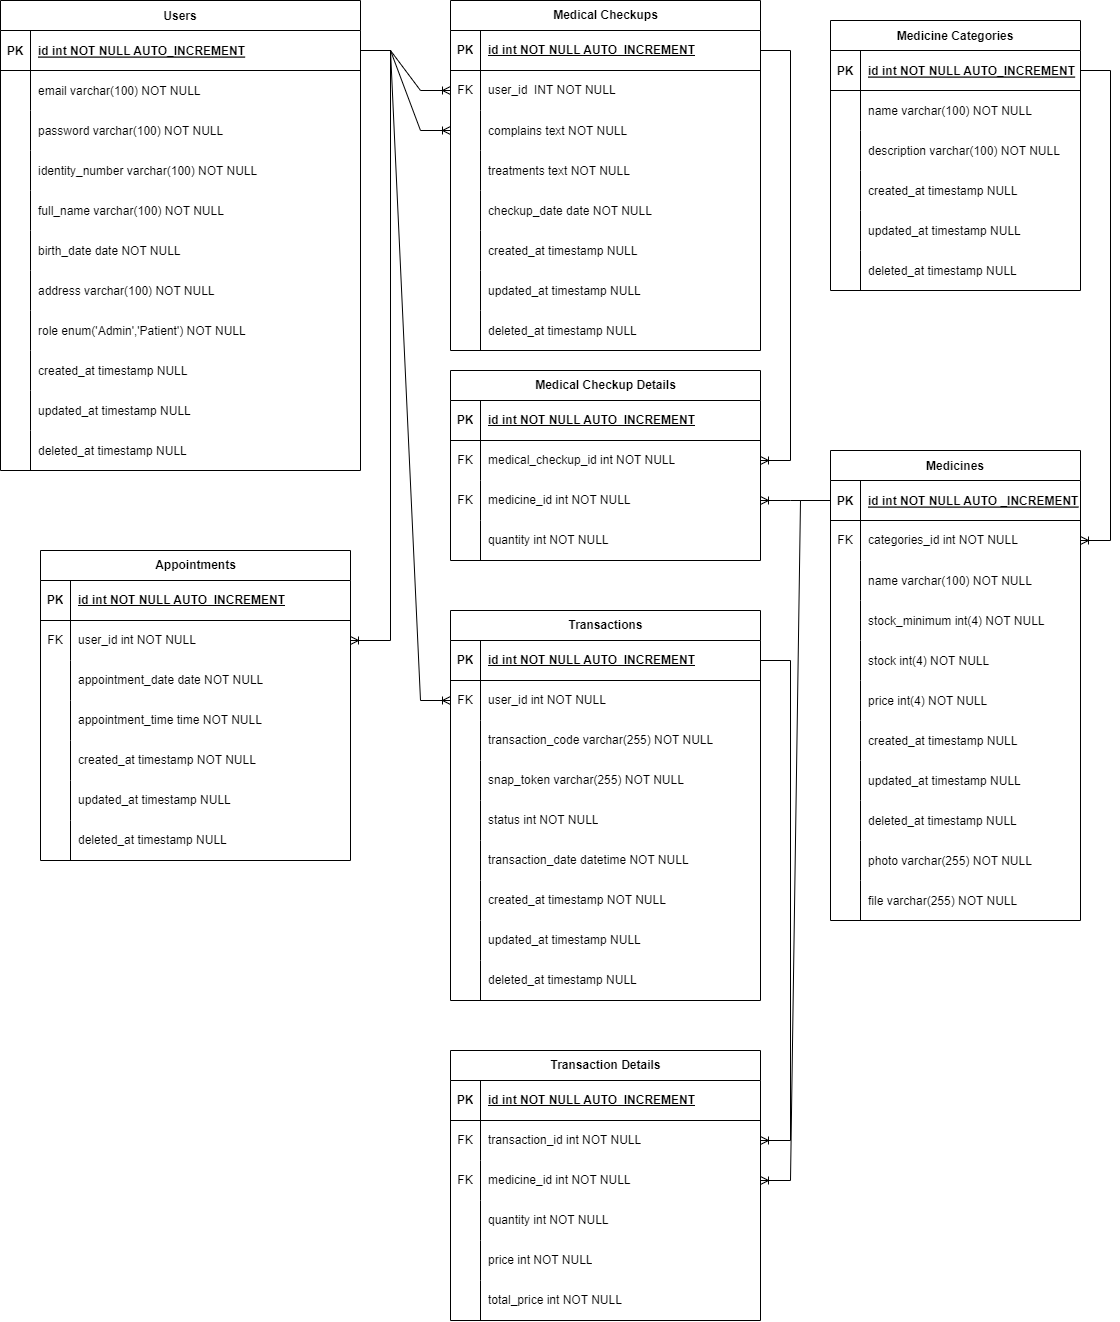 Users
PK id int NOT NULL AUTO_INCREMENT
email varchar(100) NOT NULL
password varchar(100) NOT NULL
identity_number varchar(100) NOT NULL
full_name varchar(100) NOT NULL
birth_date date NOT NULL
address varchar(100) NOT NULL
role enum('Admin','Patient') NOT NULL
created_at timestamp NULL
updated_at timestamp NULL
deleted_at timestamp NULL
Medical Checkups
PK id int NOT NULL AUTO_INCREMENT
FK user_id  INT NOT NULL
complains text NOT NULL
treatments text NOT NULL
checkup_date date NOT NULL
created_at timestamp NULL
updated_at timestamp NULL
deleted_at timestamp NULL
Medicine Categories
PK id int NOT NULL AUTO_INCREMENT
name varchar(100) NOT NULL
description varchar(100) NOT NULL
created_at timestamp NULL
updated_at timestamp NULL
deleted_at timestamp NULL
Medical Checkup Details
PK id int NOT NULL AUTO_INCREMENT
FK medical_checkup_id int NOT NULL
FK medicine_id int NOT NULL
quantity int NOT NULL
Medicines
PK id int NOT NULL AUTO_INCREMENT
FK categories_id int NOT NULL
name varchar(100) NOT NULL
stock_minimum int(4) NOT NULL
stock int(4) NOT NULL
price int(4) NOT NULL
created_at timestamp NULL
updated_at timestamp NULL
deleted_at timestamp NULL
photo varchar(255) NOT NULL
file varchar(255) NOT NULL
Appointments
PK id int NOT NULL AUTO_INCREMENT
FK user_id int NOT NULL
appointment_date date NOT NULL
appointment_time time NOT NULL
created_at timestamp NOT NULL
updated_at timestamp NULL
deleted_at timestamp NULL
Transactions
PK id int NOT NULL AUTO_INCREMENT
FK user_id int NOT NULL
transaction_code varchar(255) NOT NULL
snap_token varchar(255) NOT NULL
status int NOT NULL
transaction_date datetime NOT NULL
created_at timestamp NOT NULL
updated_at timestamp NULL
deleted_at timestamp NULL
Transaction Details
PK id int NOT NULL AUTO_INCREMENT
FK transaction_id int NOT NULL
FK medicine_id int NOT NULL
quantity int NOT NULL
price int NOT NULL
total_price int NOT NULL